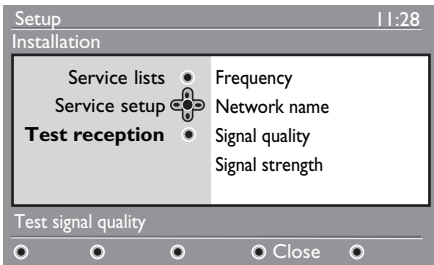 Setup 11:28
Installation
Service lists Frequency
Service setup Network name
Test reception Signal quality
Signal strength
Test signal quality
Close